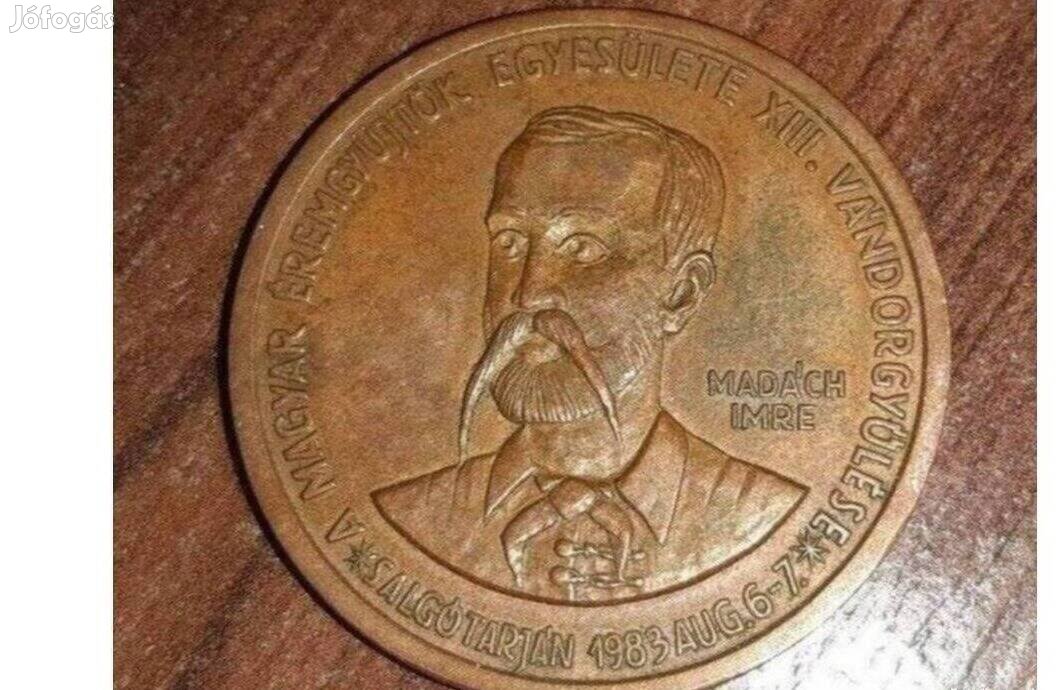 Jófogás
A MAGYAR ÉREMGYŰJTŐK EGYESÜLETE XIII. VÁNDORGYŰLÉSE
MADÁCH
IMRE
*SALGÓTARJÁN 1983 AUG. 6-7.*